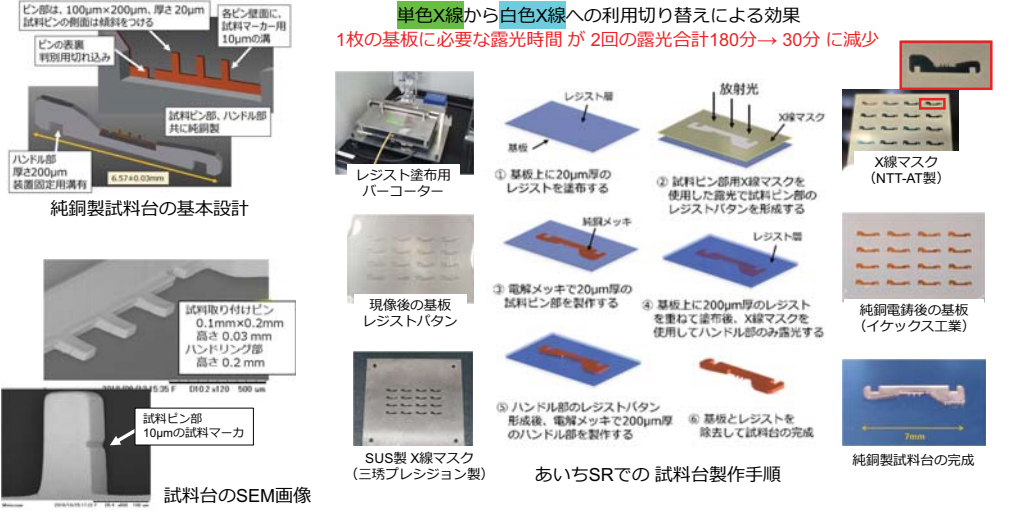 単色X線から白色X線への利用切り替えによる効果
1枚の基板に必要な露光時間 が 2回の露光合計180分→ 30分 に減少
ピン部は、100μm×200μm、厚さ20μm
試料ピンの側面は傾斜をつける
各ピン壁面に、
試料マーカー用
10μmの溝
ピンの表裏
判別用切れ込み
試料ピン部、ハンドル部
共に純銅製
ハンドル部
厚さ200μm
装置固定用溝有
6.57±0.03mm
純銅製試料台の基本設計
試料取り付けピン
0.1mm×0.2mm
高さ 0.03 mm
ハンドリング部
高さ 0.2 mm
D10.2 x120 500 um
試料ピン部
10μmの試料マーカ
試料台のSEM画像
レジスト塗布用
バーコーター
現像後の基板
レジストパタン
SUS製 X線マスク
(三琇プレシジョン製)
レジスト層
基板
① 基板上に20μm厚の
レジストを塗布する
放射光
X線マスク
② 試料ピン部用X線マスクを
使用した露光で試料ピン部の
レジストパタンを形成する
純銅メッキ
③ 電解メッキで20μm厚の
試料ピン部を製作する
レジスト層
④ 基板上に200μm厚のレジスト
を重ねて塗布後、X線マスクを
使用してハンドル部のみ露光する
⑤ ハンドル部のレジストパタン
形成後、電解メッキで200μm厚
のハンドル部を製作する
⑥ 基板とレジストを
除去して試料台の完成
あいちSRでの 試料台製作手順
X線マスク
(NTT-AT製)
純銅電鋳後の基板
(イケックス工業)
7mm
純銅製試料台の完成